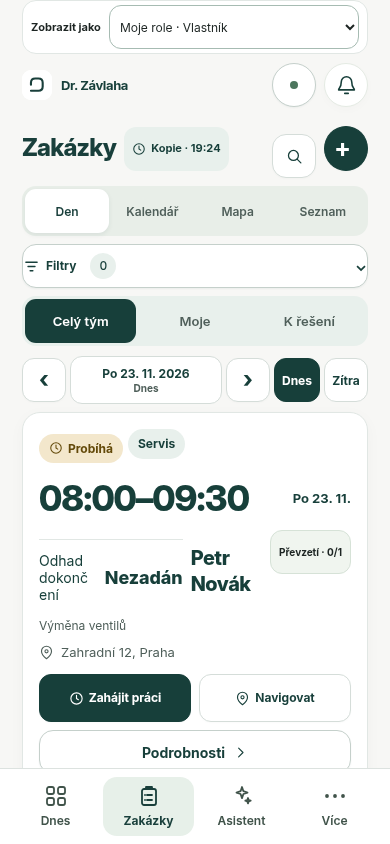 Zobrazit jako Moje role · Vlastník
Dr. Závlaha
Zakázky Kopie · 19:24
Den Kalendář Mapa Seznam
Filtry 0
Celý tým Moje K řešení
Po 23. 11. 2026
Dnes
Dnes Zítra
Probíhá Servis
08:00–09:30 Po 23. 11.
Odhad
dokonč
ení
Nezadán
Petr
Novák
Převzetí · 0/1
Výměna ventilů
Zahradní 12, Praha
Zahájit práci Navigovat
Podrobnosti
Dnes Zakázky Asistent Více